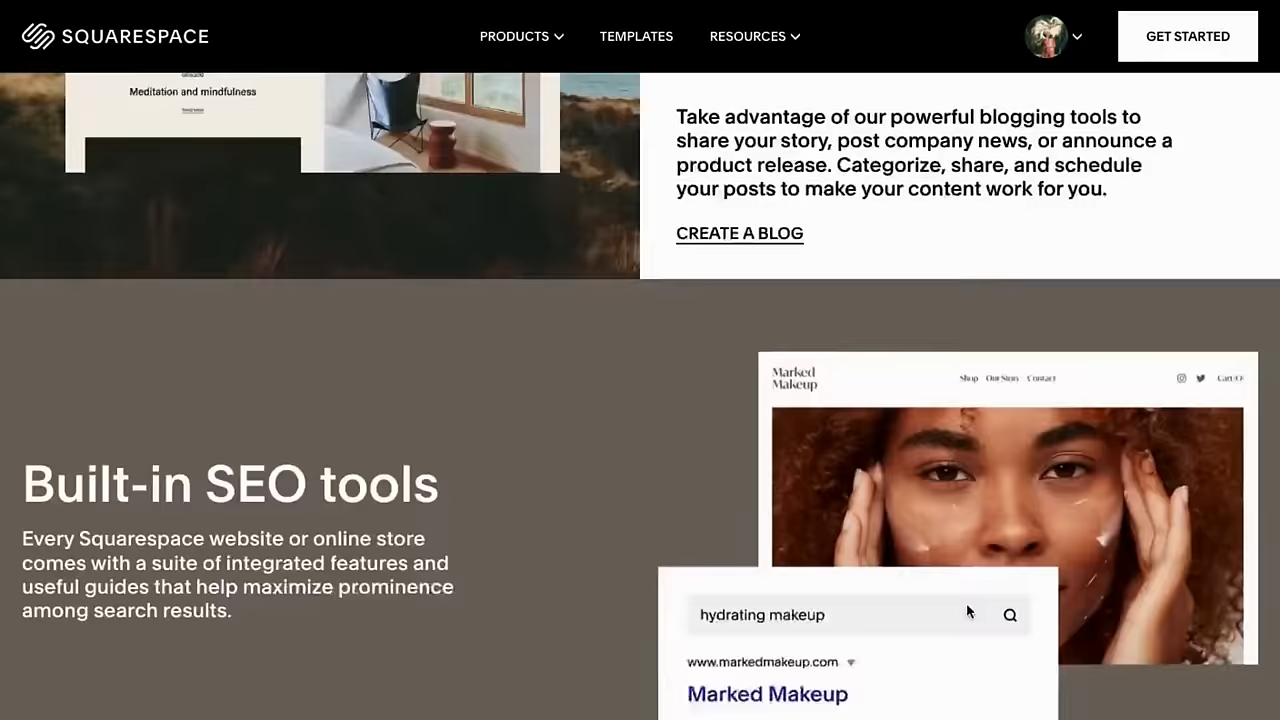 SQUARESPACE
PRODUCTS
TEMPLATES
RESOURCES
GET STARTED
Meditation and mindfulness
Take advantage of our powerful blogging tools to
share your story, post company news, or announce a
product release. Categorize, share, and schedule
your posts to make your content work for you.
CREATE A BLOG
Built-in SEO tools
Every Squarespace website or online store
comes with a suite of integrated features and
useful guides that help maximize prominence
among search results.
Marked
Makeup
Shop Our Story Contact
hydrating makeup
www.markedmakeup.com
Marked Makeup